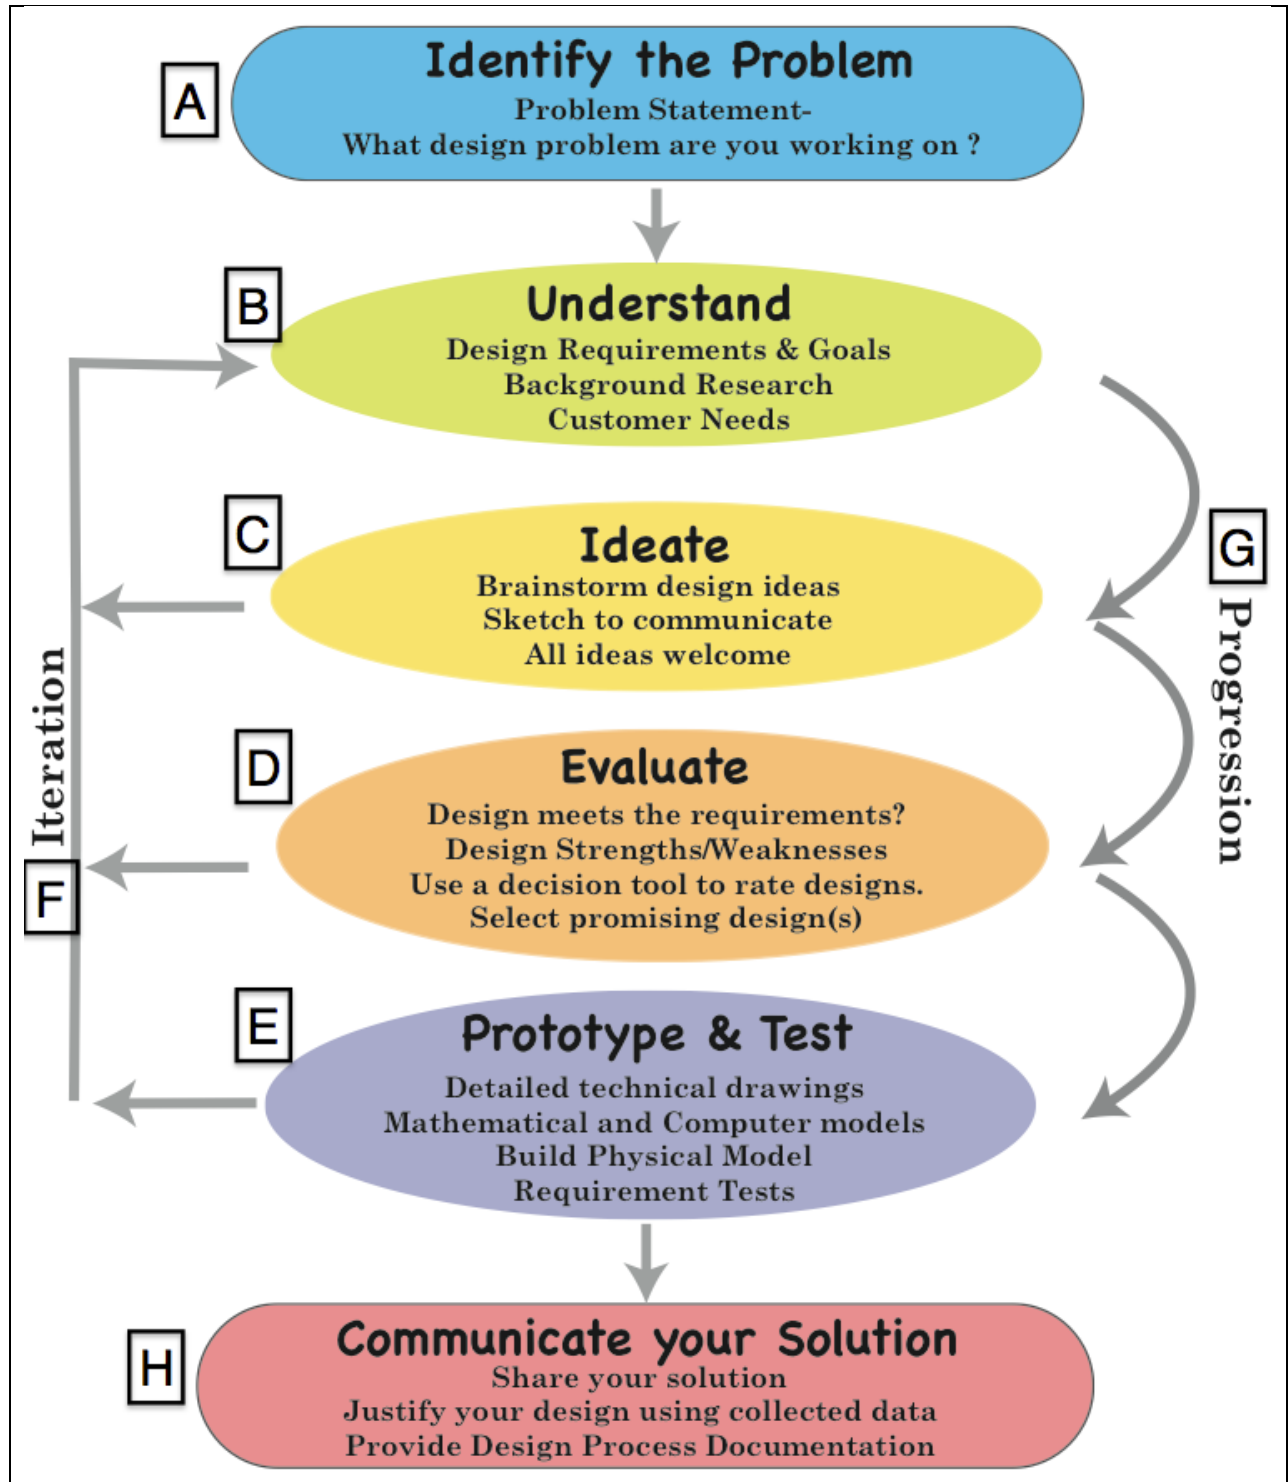 A
Identify the Problem
Problem Statement-
What design problem are you working on ?
B
Understand
Design Requirements & Goals
Background Research
Customer Needs
C
Ideate
Brainstorm design ideas
Sketch to communicate
All ideas welcome
G
Progression
D
Evaluate
Design meets the requirements?
Design Strengths/Weaknesses
Use a decision tool to rate designs.
Select promising design(s)
Iteration
F
E
Prototype & Test
Detailed technical drawings
Mathematical and Computer models
Build Physical Model
Requirement Tests
H
Communicate your Solution
Share your solution
Justify your design using collected data
Provide Design Process Documentation